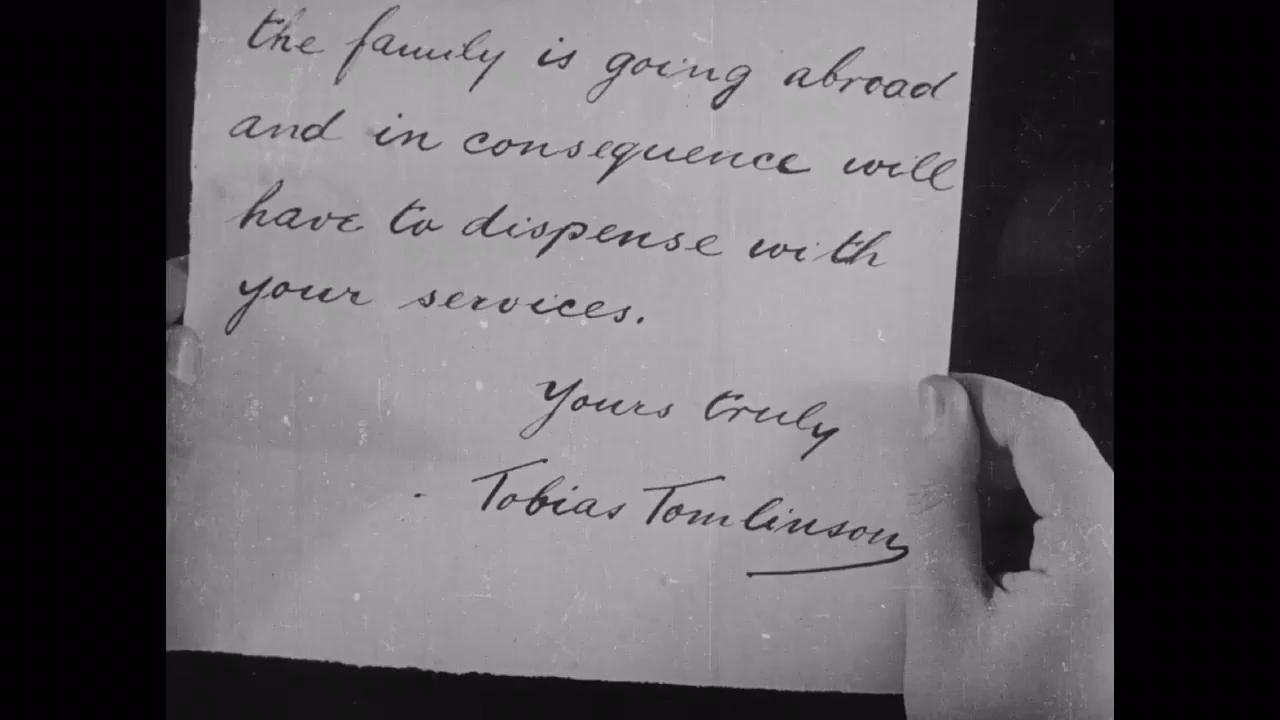 the family is going abroad
and in consequence will
have to dispense with
your services.
Yours truly
Tobias Tomlinson